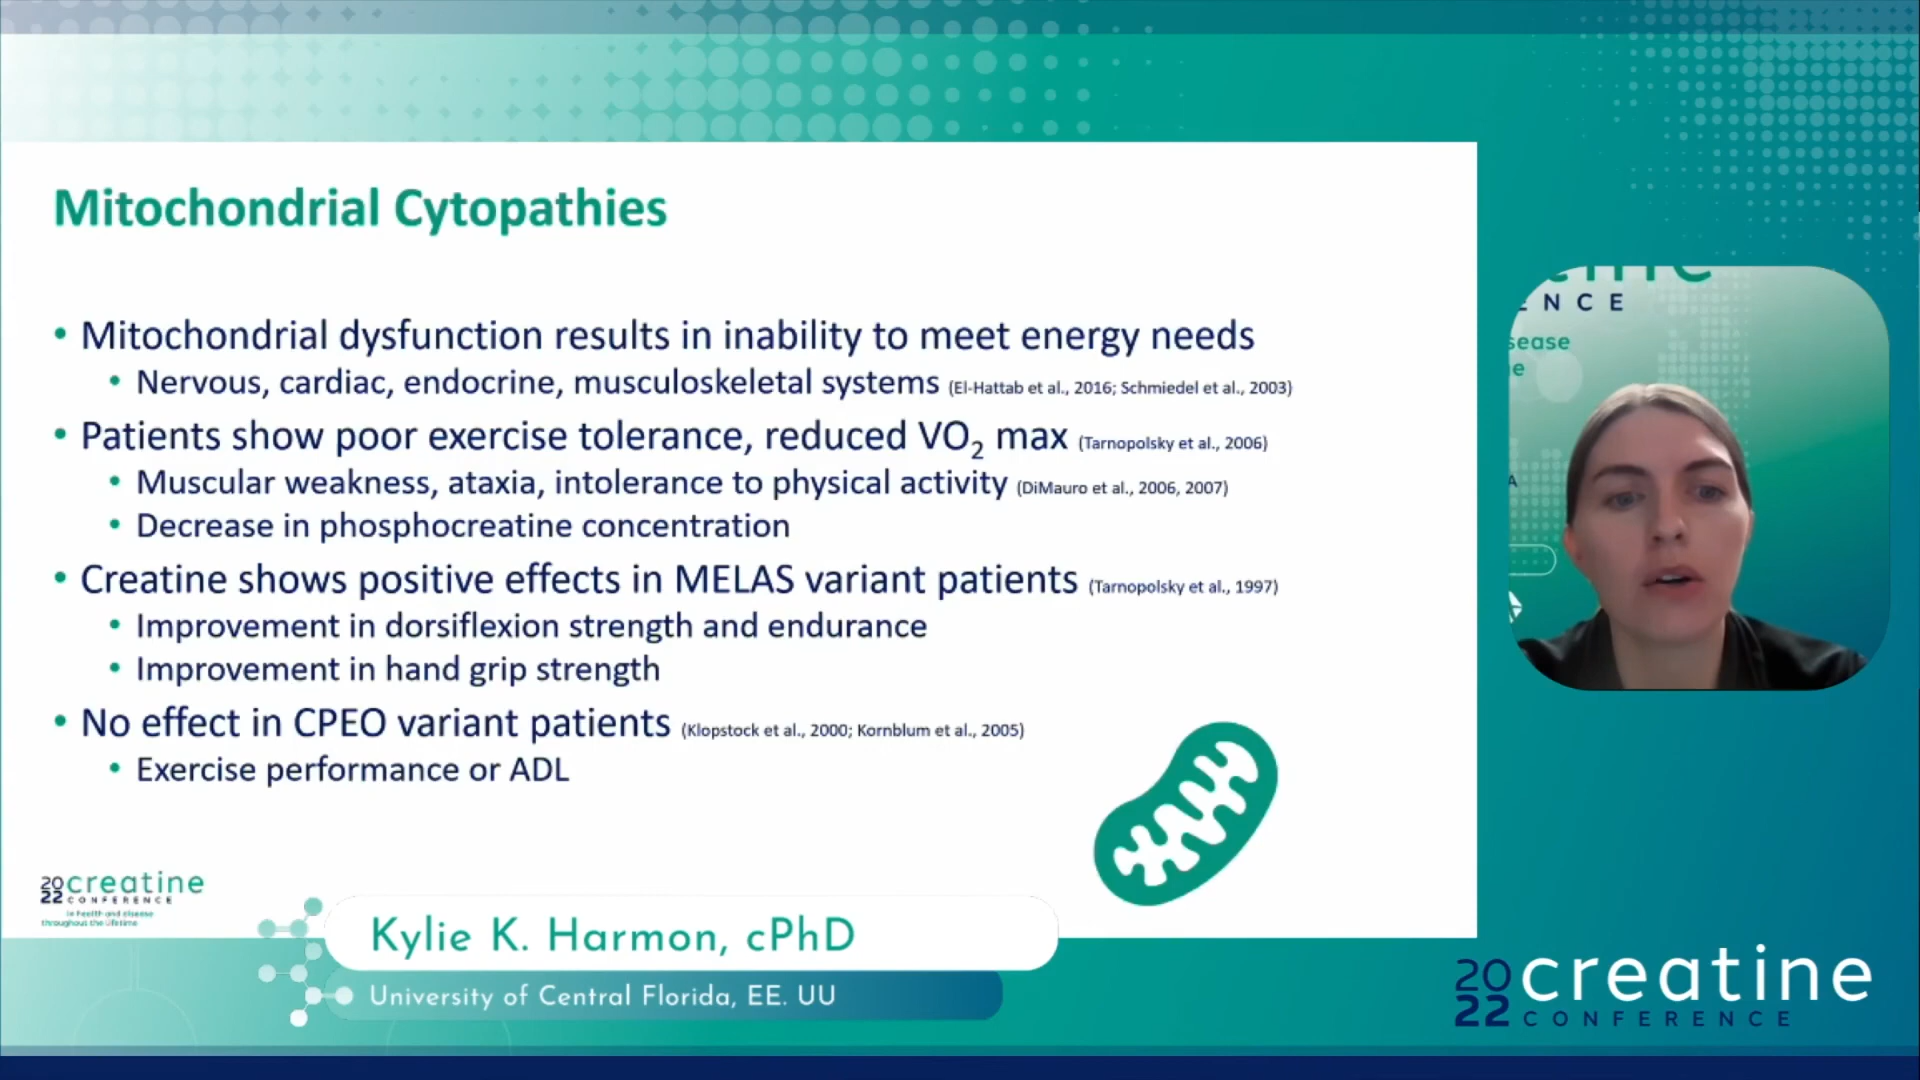 Mitochondrial Cytopathies
• Mitochondrial dysfunction results in inability to meet energy needs
• Nervous, cardiac, endocrine, musculoskeletal systems (El-Hattab et al., 2016; Schmiedel et al., 2003)
• Patients show poor exercise tolerance, reduced VO₂ max (Tarnopolsky et al., 2006)
• Muscular weakness, ataxia, intolerance to physical activity (DiMauro et al., 2006, 2007)
• Decrease in phosphocreatine concentration
• Creatine shows positive effects in MELAS variant patients (Tarnopolsky et al., 1997)
• Improvement in dorsiflexion strength and endurance
• Improvement in hand grip strength
• No effect in CPEO variant patients (Klopstock et al., 2000; Kornblum et al., 2005)
• Exercise performance or ADL
2022 creatine
CONFERENCE
in health and disease
throughout the lifetime
Kylie K. Harmon, cPhD
University of Central Florida, EE. UU
ENCE
sease
e
A
2022 creatine
CONFERENCE